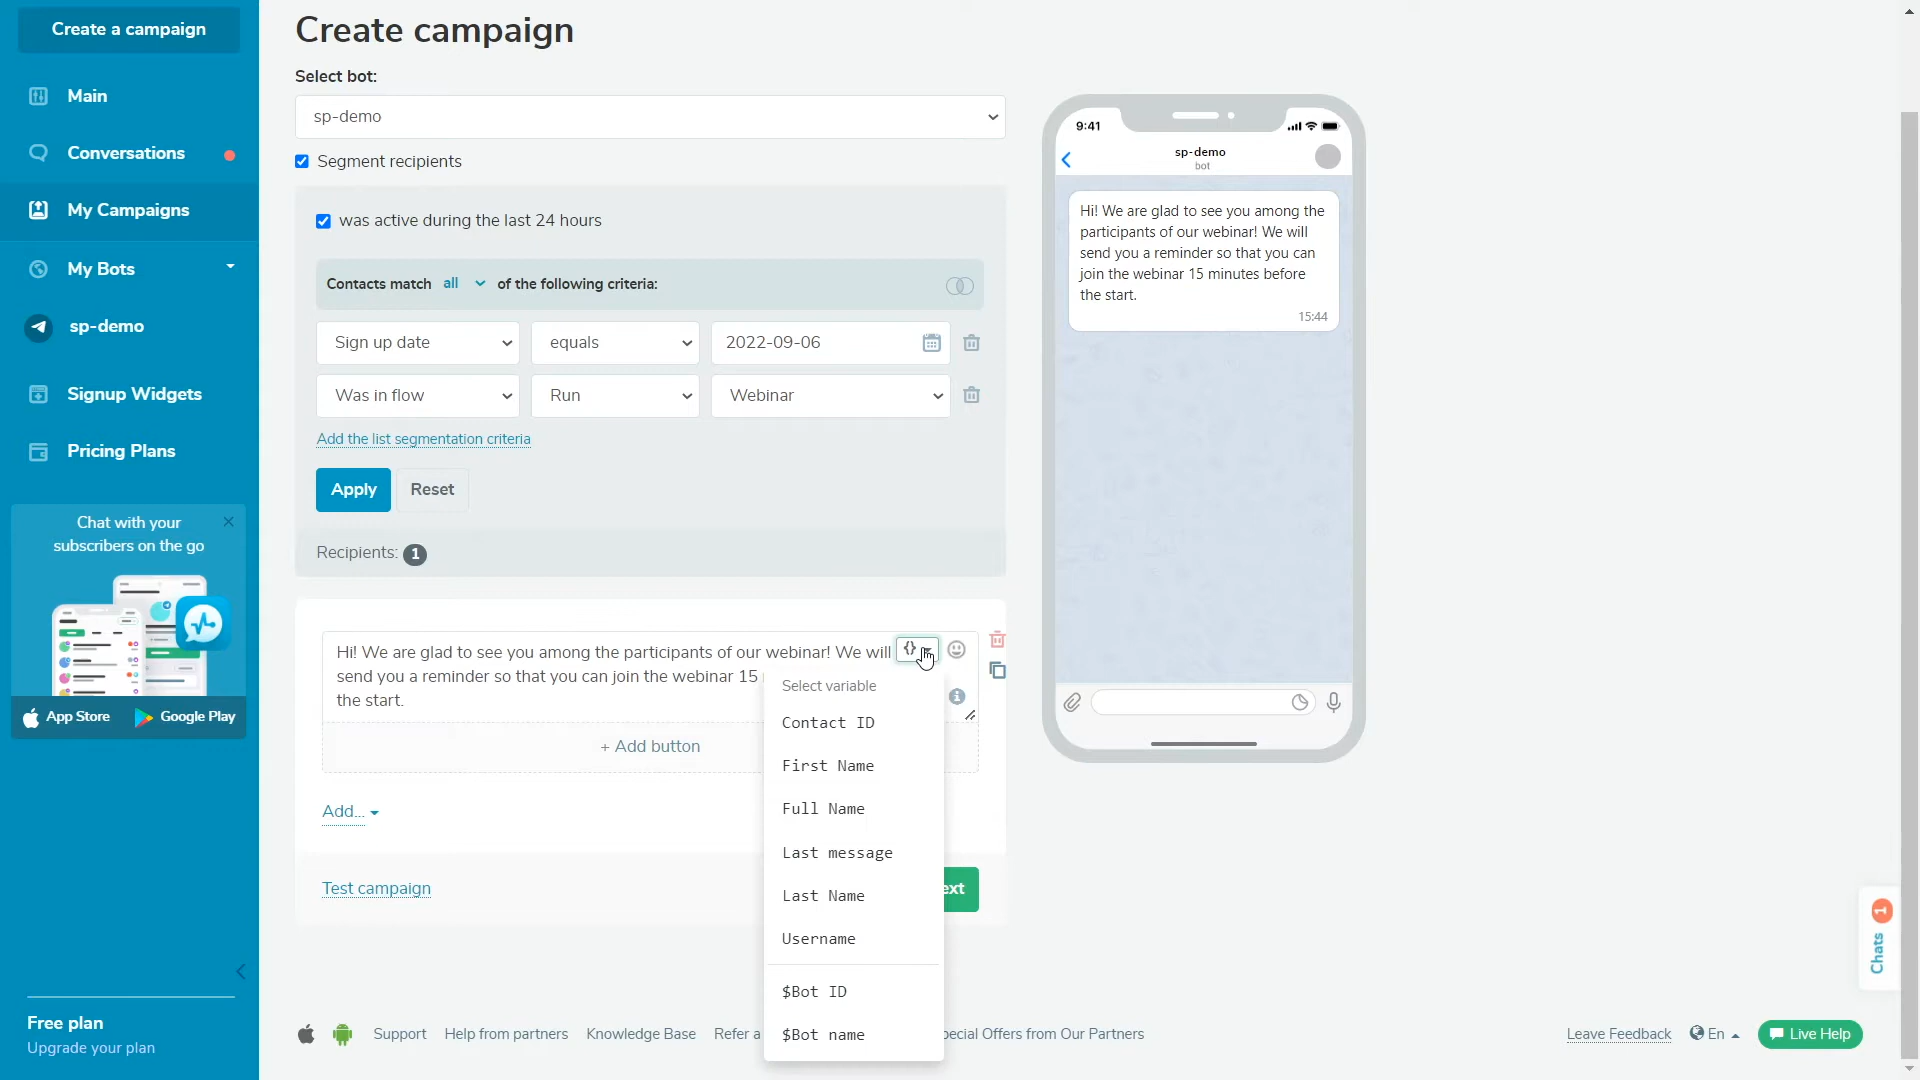 Create a campaign
Main
Conversations
My Campaigns
My Bots
sp-demo
Signup Widgets
Pricing Plans
Chat with your
subscribers on the go
App Store
Google Play
Free plan
Upgrade your plan
Create campaign
Select bot:
sp-demo
Segment recipients
was active during the last 24 hours
Contacts match all of the following criteria:
Sign up date equals 2022-09-06
Was in flow Run Webinar
Add the list segmentation criteria
Apply Reset
Recipients: 1
Hi! We are glad to see you among the participants of our webinar! We will
send you a reminder so that you can join the webinar 15
the start.
+ Add button
Add...
Test campaign
ext
{}
Select variable
Contact ID
First Name
Full Name
Last message
Last Name
Username
$Bot ID
$Bot name
9:41
sp-demo
bot
Hi! We are glad to see you among the
participants of our webinar! We will
send you a reminder so that you can
join the webinar 15 minutes before
the start.
15:44
Chats 1
Support Help from partners Knowledge Base Refer a pecial Offers from Our Partners
Leave Feedback En Live Help